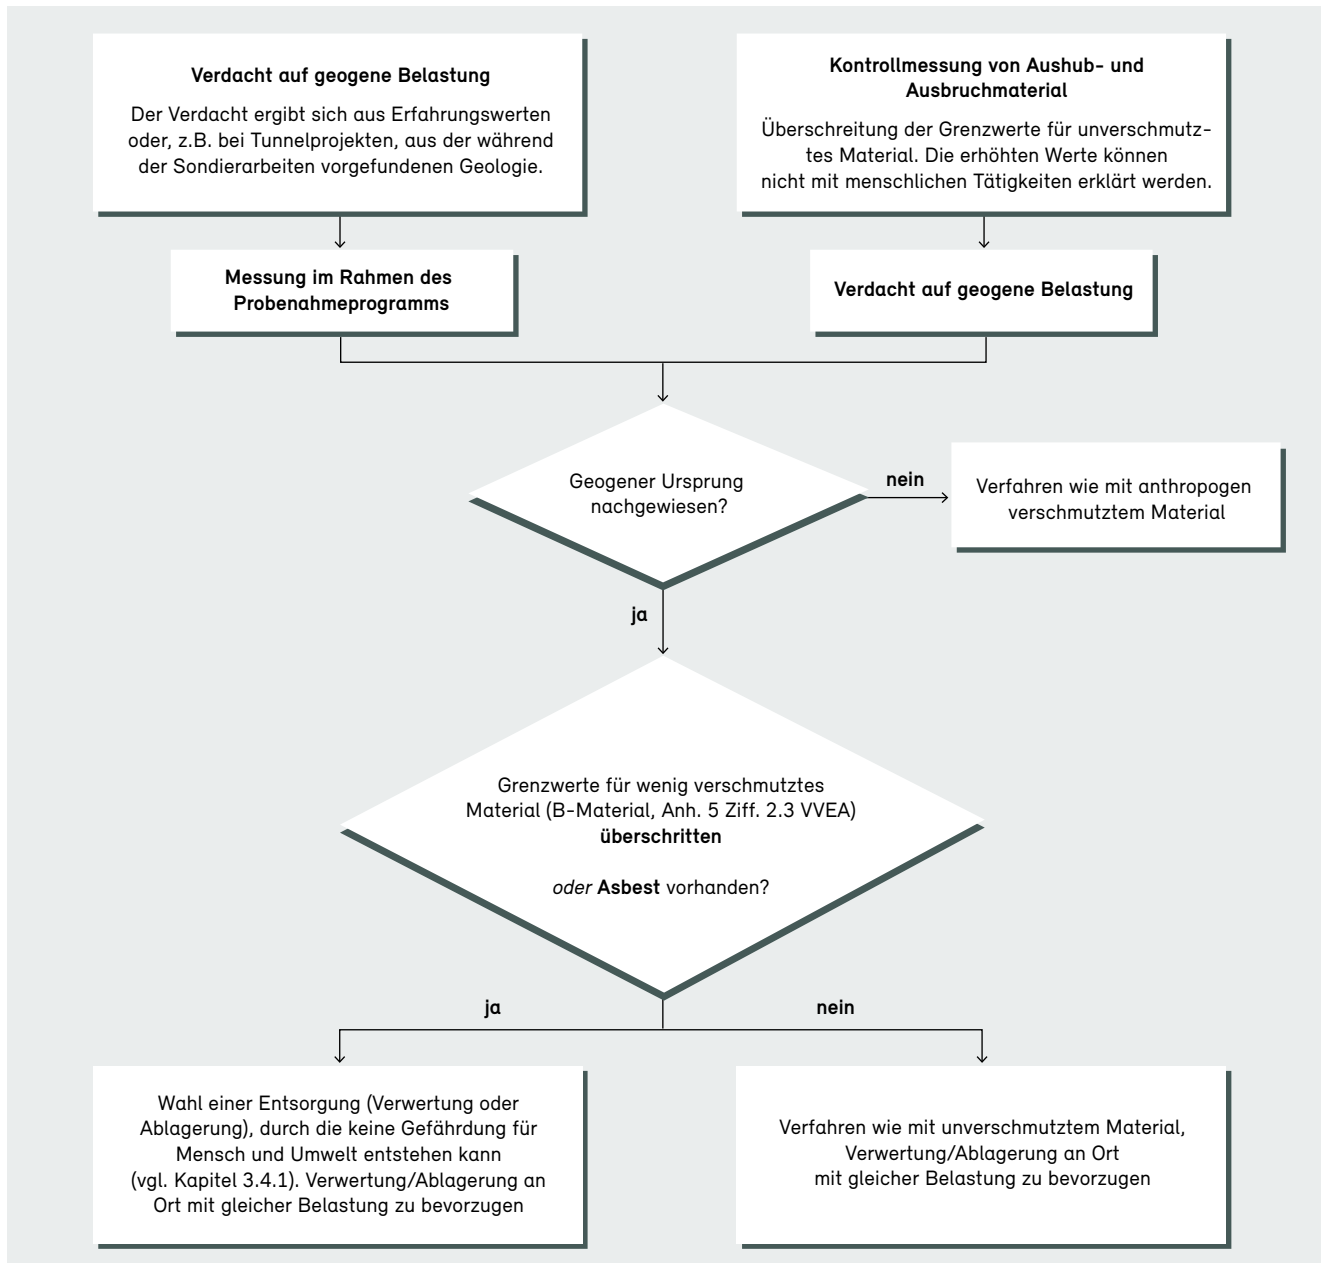 Verdacht auf geogene Belastung
Der Verdacht ergibt sich aus Erfahrungswerten
oder, z.B. bei Tunnelprojekten, aus der während
der Sondierarbeiten vorgefundenen Geologie.
Kontrollmessung von Aushub- und
Ausbruchmaterial
Überschreitung der Grenzwerte für unverschmutz-
tes Material. Die erhöhten Werte können
nicht mit menschlichen Tätigkeiten erklärt werden.
Messung im Rahmen des
Probenahmeprogramms
Verdacht auf geogene Belastung
Geogener Ursprung
nachgewiesen?
nein
Verfahren wie mit anthropogen
verschmutztem Material
ja
Grenzwerte für wenig verschmutztes
Material (B-Material, Anh. 5 Ziff. 2.3 VVEA)
überschritten
oder Asbest vorhanden?
ja
nein
Wahl einer Entsorgung (Verwertung oder
Ablagerung), durch die keine Gefährdung für
Mensch und Umwelt entstehen kann
(vgl. Kapitel 3.4.1). Verwertung/Ablagerung an
Ort mit gleicher Belastung zu bevorzugen
Verfahren wie mit unverschmutztem Material,
Verwertung/Ablagerung an Ort
mit gleicher Belastung zu bevorzugen